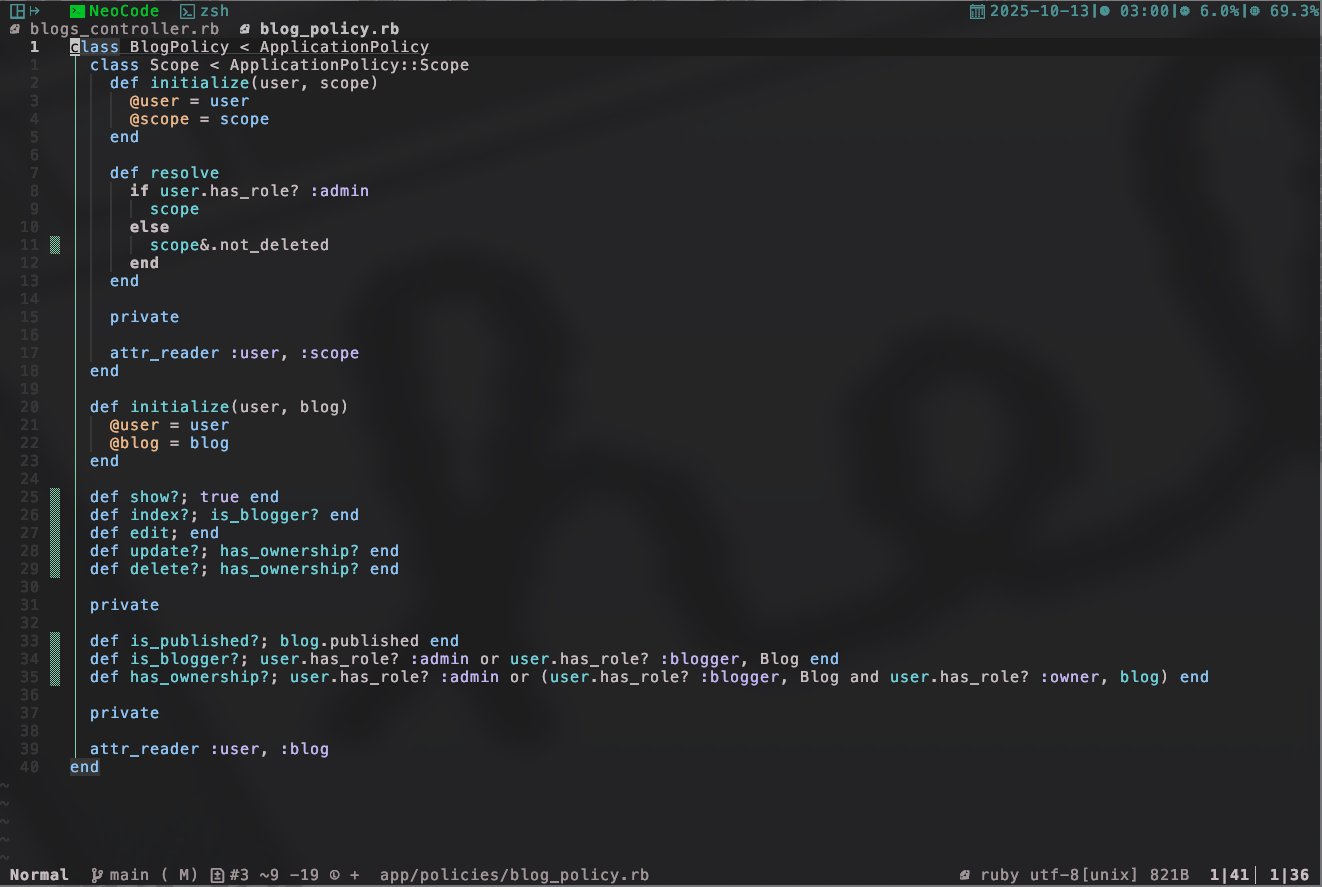 NeoCode zsh 2025-10-13| 03:00| 6.0%| 69.3%
blogs_controller.rb blog_policy.rb
1 class BlogPolicy < ApplicationPolicy
1 class Scope < ApplicationPolicy::Scope
2 def initialize(user, scope)
3 @user = user
4 @scope = scope
5 end
6
7 def resolve
8 if user.has_role? :admin
9 scope
10 else
11 scope&.not_deleted
12 end
13 end
14
15 private
16
17 attr_reader :user, :scope
18 end
19
20 def initialize(user, blog)
21 @user = user
22 @blog = blog
23 end
24
25 def show?; true end
26 def index?; is_blogger? end
27 def edit; end
28 def update?; has_ownership? end
29 def delete?; has_ownership? end
30
31 private
32
33 def is_published?; blog.published end
34 def is_blogger?; user.has_role? :admin or user.has_role? :blogger, Blog end
35 def has_ownership?; user.has_role? :admin or (user.has_role? :blogger, Blog and user.has_role? :owner, blog) end
36
37 private
38
39 attr_reader :user, :blog
40 end
~
~
~
~
~
Normal main ( M) #3 ~9 -19 + app/policies/blog_policy.rb ruby utf-8[unix] 821B 1|41| 1|36